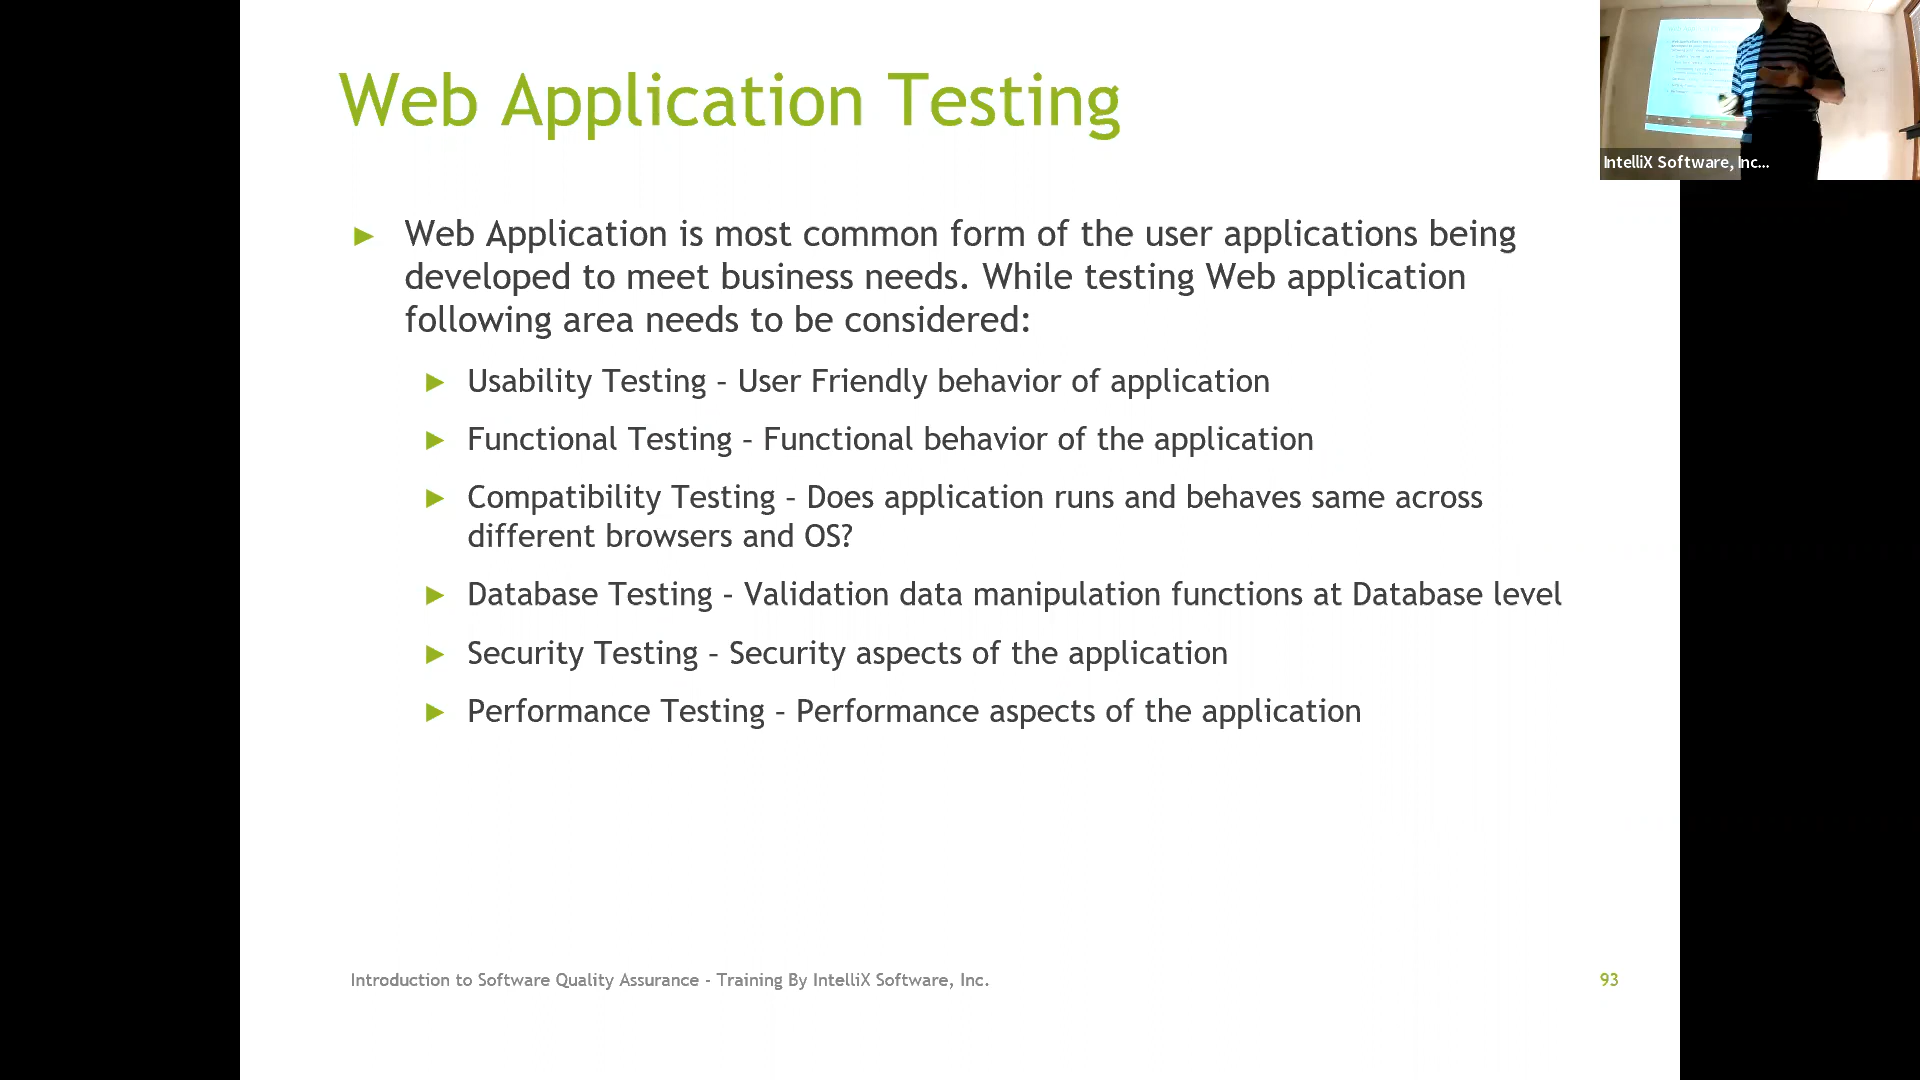 Web Application Testing
IntelliX Software, Inc...
► Web Application is most common form of the user applications being
developed to meet business needs. While testing Web application
following area needs to be considered:
► Usability Testing – User Friendly behavior of application
► Functional Testing – Functional behavior of the application
► Compatibility Testing – Does application runs and behaves same across
different browsers and OS?
► Database Testing – Validation data manipulation functions at Database level
► Security Testing – Security aspects of the application
► Performance Testing – Performance aspects of the application
Introduction to Software Quality Assurance - Training By IntelliX Software, Inc.
93